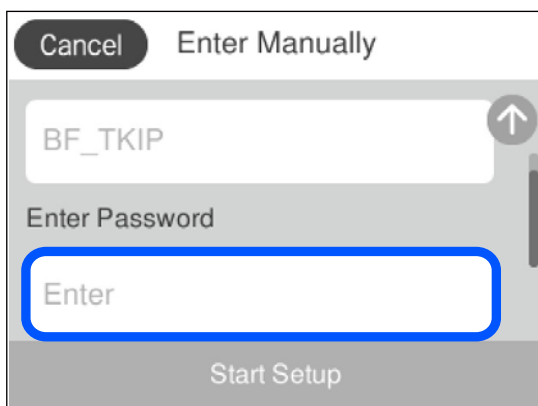 Cancel Enter Manually
BF_TKIP
Enter Password
Enter
Start Setup